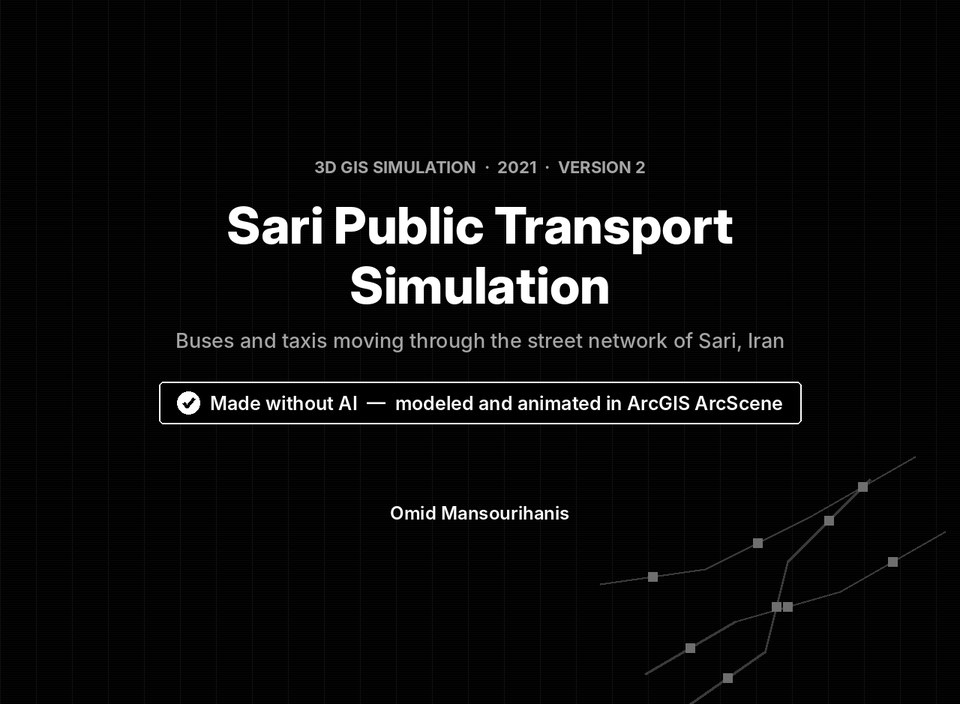 3D GIS SIMULATION · 2021 · VERSION 2
Sari Public Transport
Simulation
Buses and taxis moving through the street network of Sari, Iran
Made without AI — modeled and animated in ArcGIS ArcScene
Omid Mansourihanis